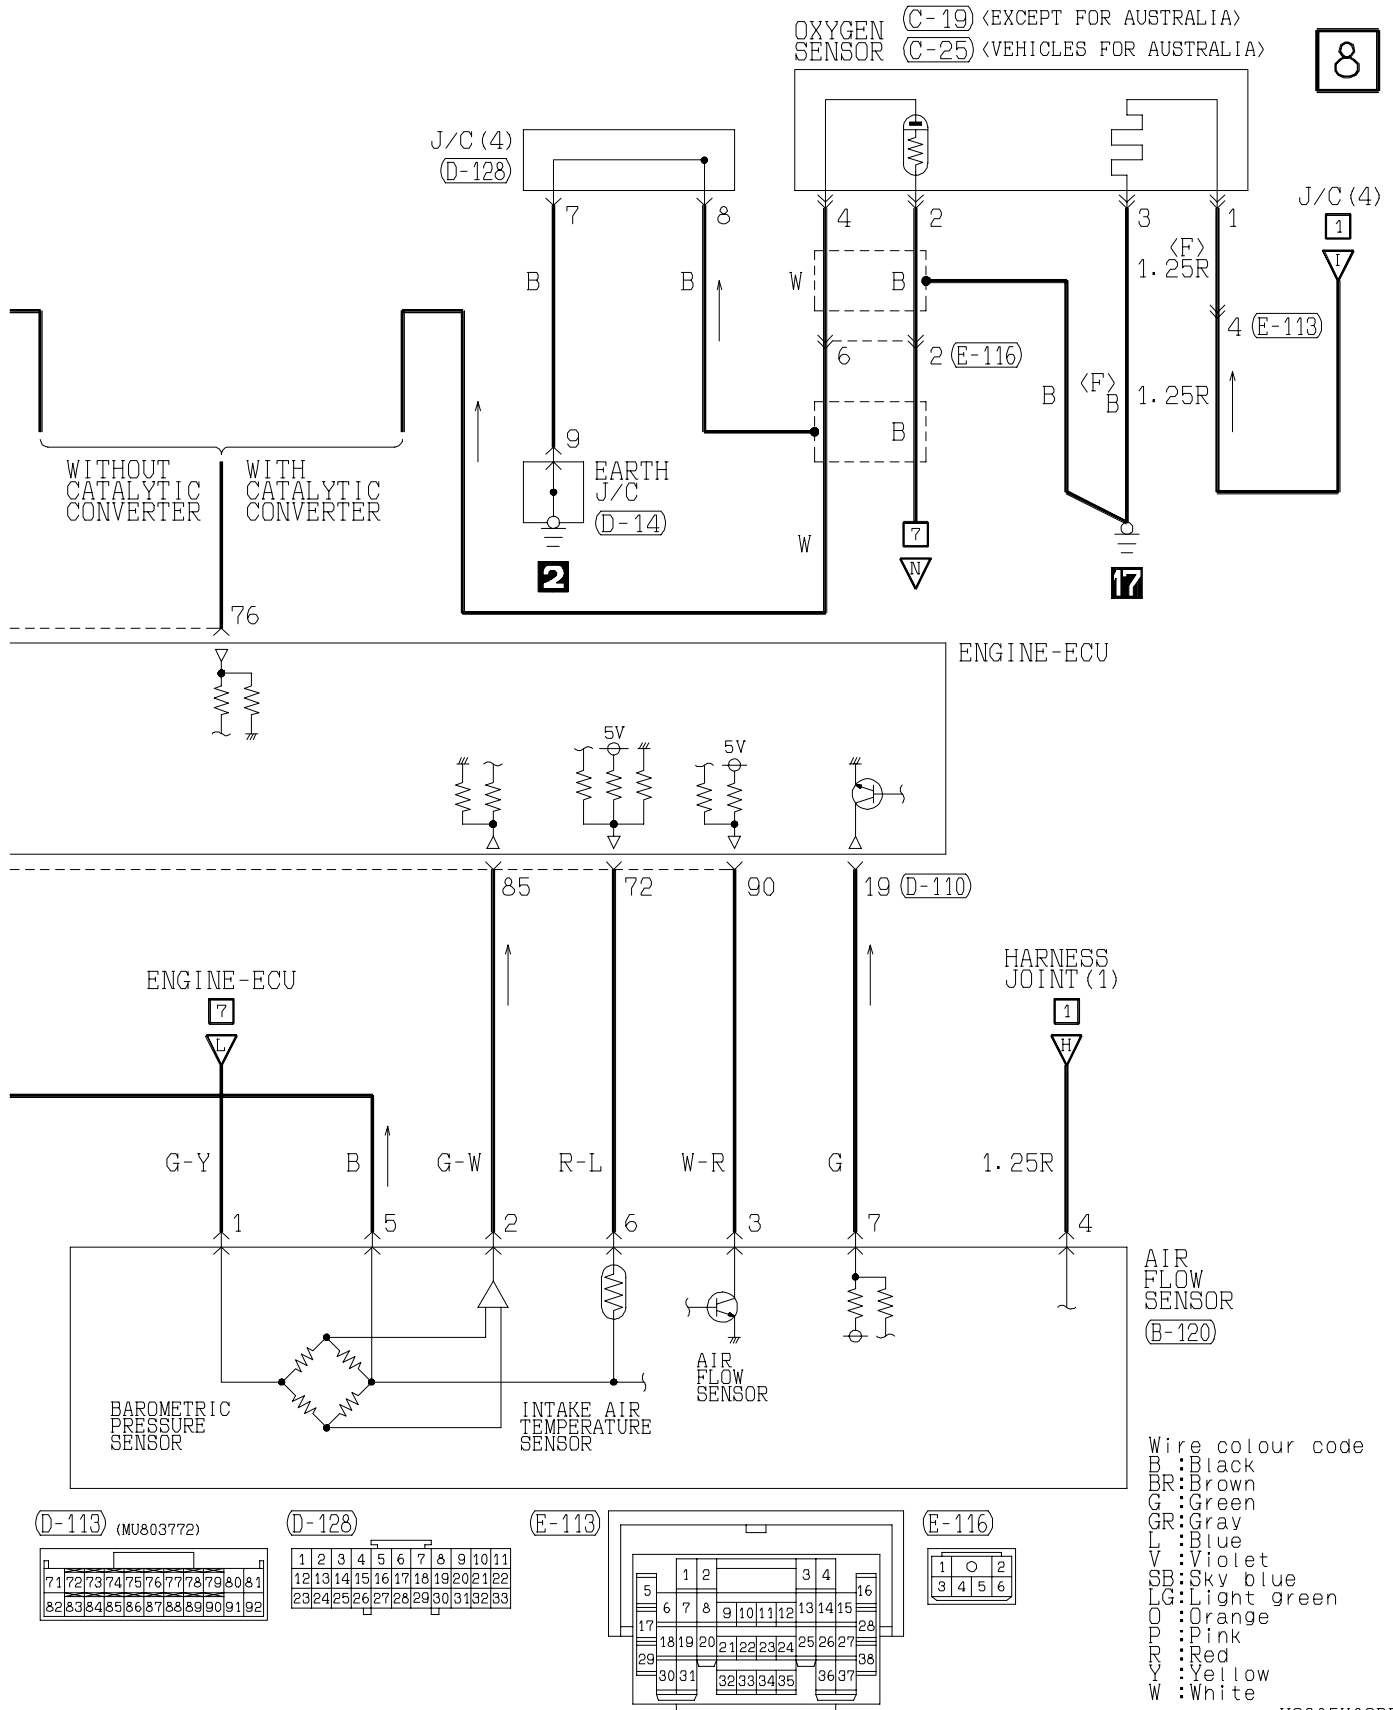 OXYGEN SENSOR (C-19) <EXCEPT FOR AUSTRALIA>
(C-25) <VEHICLES FOR AUSTRALIA>
8
J/C(4)
(D-128)
7
8
4
2
3
1
J/C(4)
1
I
B
B
W
B
<F>
1.25R
4 (E-113)
6
2 (E-116)
B
<F>
B
1.25R
9
B
EARTH
J/C
(D-14)
2
WITHOUT
CATALYTIC
CONVERTER
WITH
CATALYTIC
CONVERTER
W
7
N
17
76
ENGINE-ECU
5V
5V
85
72
90
19 (D-110)
ENGINE-ECU
7
L
HARNESS
JOINT(1)
1
H
G-Y
B
G-W
R-L
W-R
G
1.25R
1
5
2
6
3
7
4
AIR
FLOW
SENSOR
(B-120)
AIR
FLOW
SENSOR
BAROMETRIC
PRESSURE
SENSOR
INTAKE AIR
TEMPERATURE
SENSOR
Wire colour code
B :Black
BR:Brown
G :Green
GR:Gray
L :Blue
V :Violet
SB:Sky blue
LG:Light green
O :Orange
P :Pink
R :Red
Y :Yellow
W :White
(D-113) (MU803772)
71 72 73 74 75 76 77 78 79 80 81
82 83 84 85 86 87 88 89 90 91 92
(D-128)
1 2 3 4 5 6 7 8 9 10 11
12 13 14 15 16 17 18 19 20 21 22
23 24 25 26 27 28 29 30 31 32 33
(E-113)
1 2 3 4
5 16
6 7 8 9 10 11 12 13 14 15
17 28
18 19 20 21 22 23 24 25 26 27
29 38
30 31 32 33 34 35 36 37
(E-116)
1 2
3 4 5 6